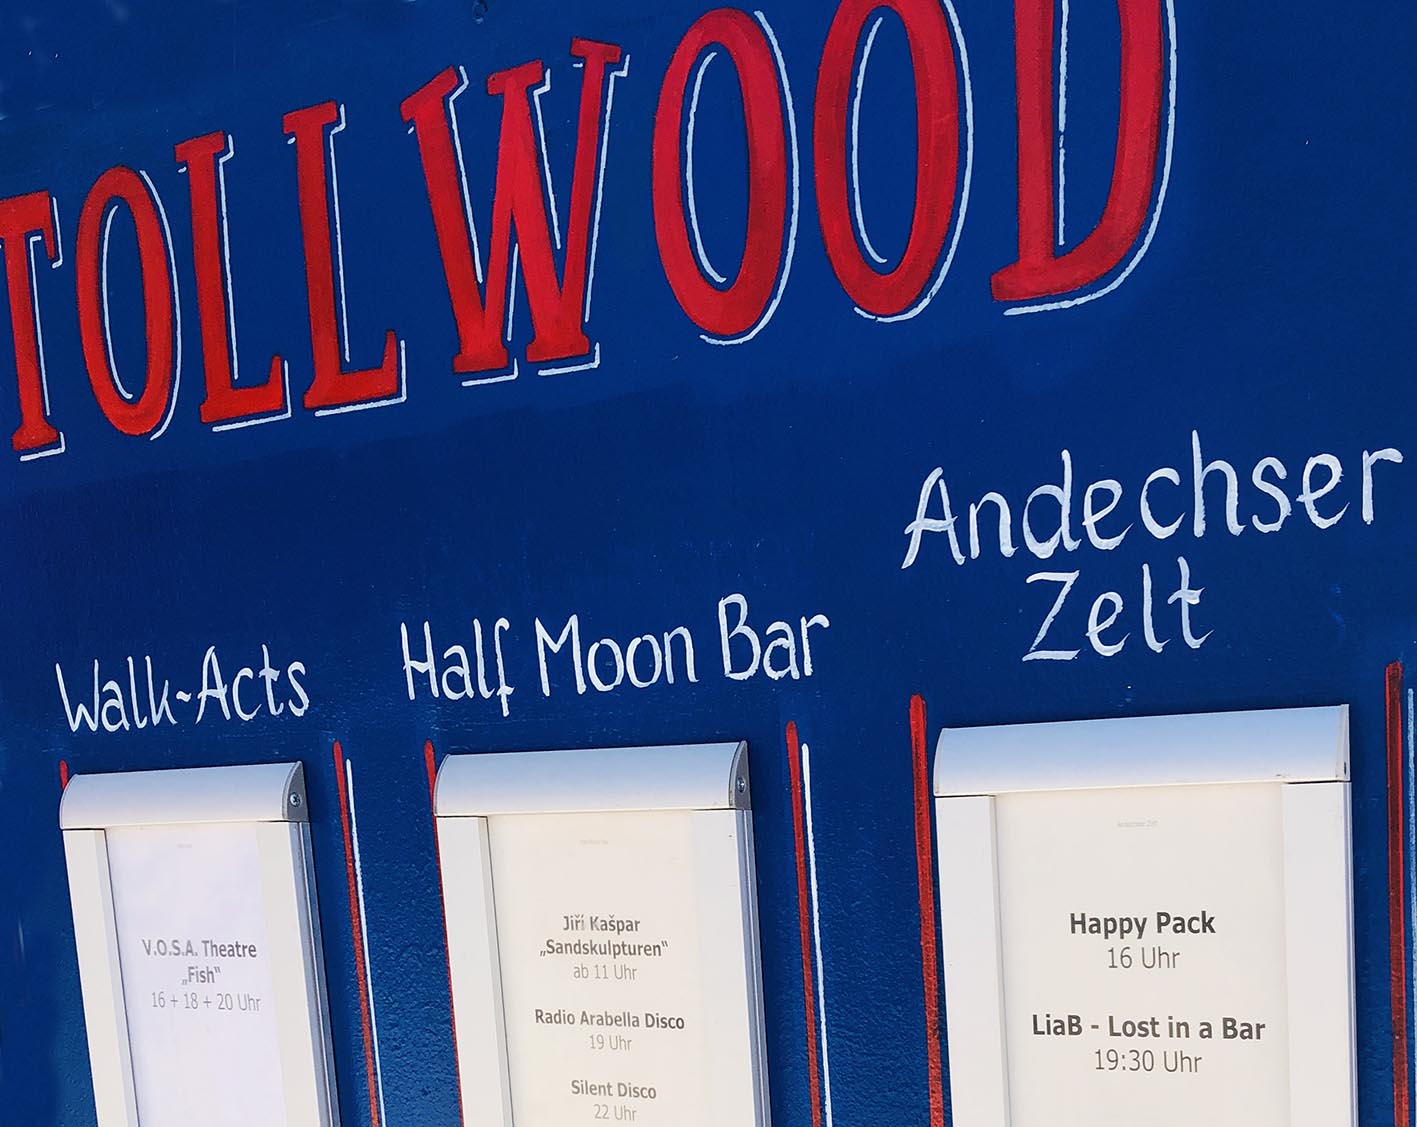 TOLLWOOD
Walk-Acts
V.O.S.A. Theatre
„Fish“
16 + 18 + 20 Uhr
Half Moon Bar
Jiří Kašpar
„Sandskulpturen“
ab 11 Uhr
Radio Arabella Disco
19 Uhr
Silent Disco
22 Uhr
Andechser
Zelt
Andechser Zelt
Happy Pack
16 Uhr
LiaB - Lost in a Bar
19:30 Uhr